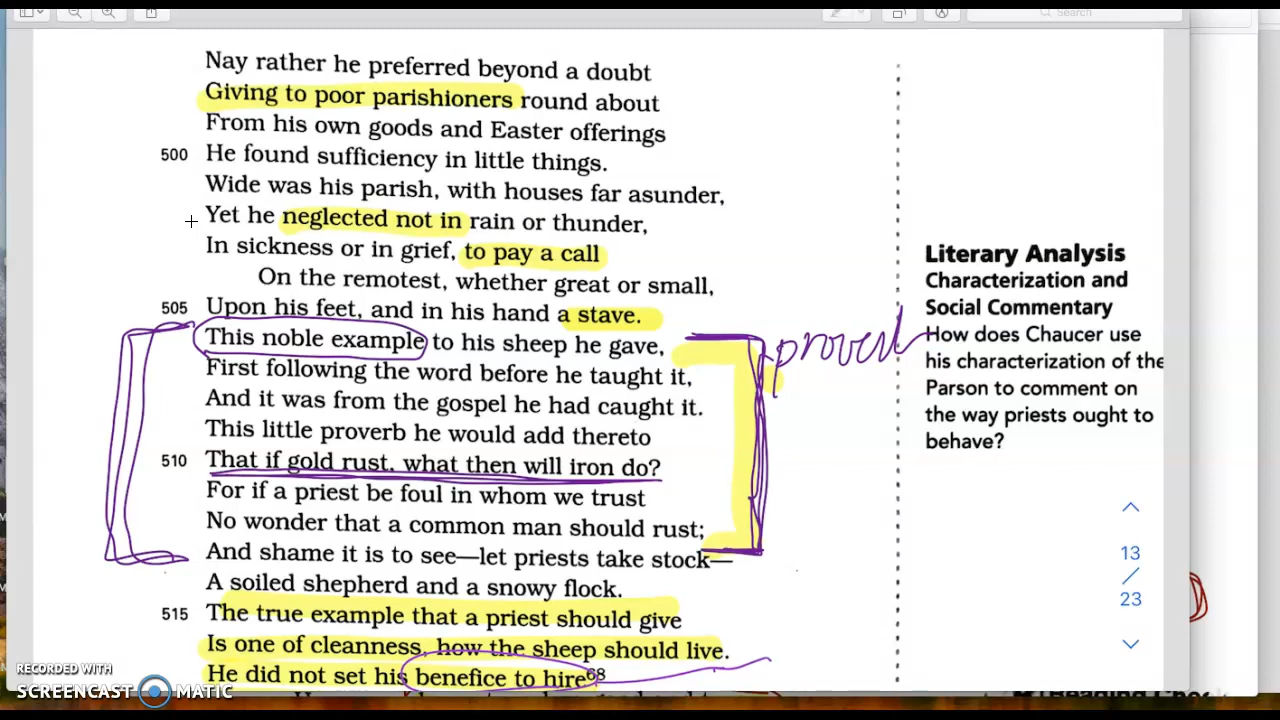 Search
Nay rather he preferred beyond a doubt
Giving to poor parishioners round about
From his own goods and Easter offerings
500 He found sufficiency in little things.
Wide was his parish, with houses far asunder,
Yet he neglected not in rain or thunder,
In sickness or in grief, to pay a call
On the remotest, whether great or small,
505 Upon his feet, and in his hand a stave.
This noble example to his sheep he gave,
First following the word before he taught it,
And it was from the gospel he had caught it.
This little proverb he would add thereto
510 That if gold rust, what then will iron do?
For if a priest be foul in whom we trust
No wonder that a common man should rust;
And shame it is to see—let priests take stock—
A soiled shepherd and a snowy flock.
515 The true example that a priest should give
Is one of cleanness, how the sheep should live.
He did not set his benefice to hire68
Literary Analysis
Characterization and
Social Commentary
How does Chaucer use
his characterization of the
Parson to comment on
the way priests ought to
behave?
13
/
23
RECORDED WITH
SCREENCAST MATIC